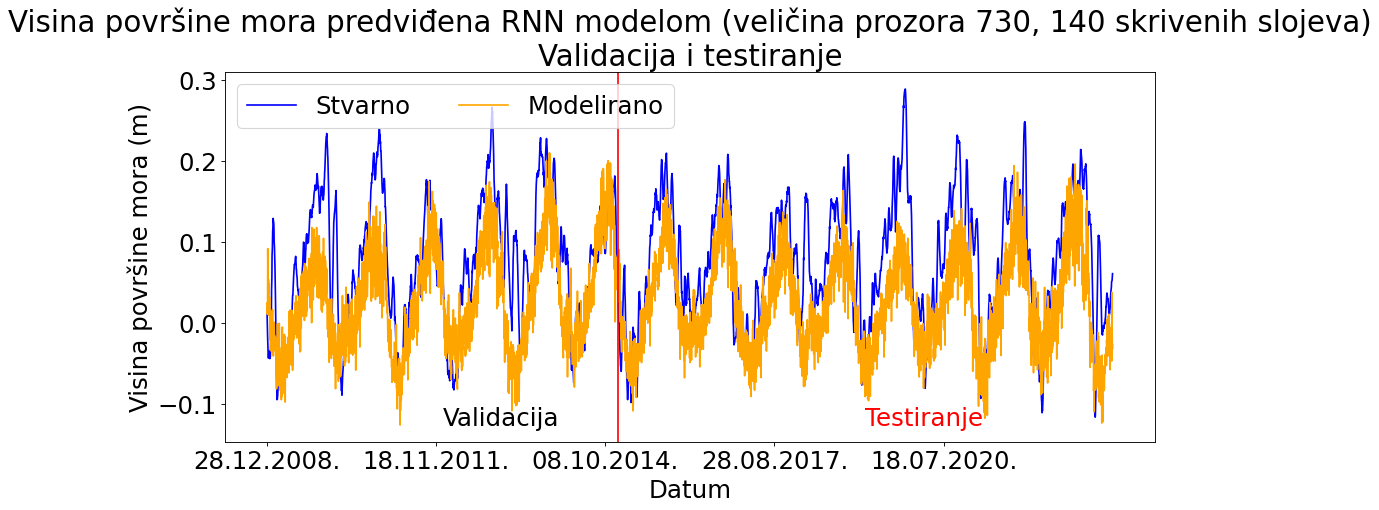 Visina površine mora predviđena RNN modelom (veličina prozora 730, 140 skrivenih slojeva)
Validacija i testiranje
Stvarno
Modelirano
Visina površine mora (m)
0.3
0.2
0.1
0.0
−0.1
Validacija
Testiranje
28.12.2008.
18.11.2011.
08.10.2014.
28.08.2017.
18.07.2020.
Datum